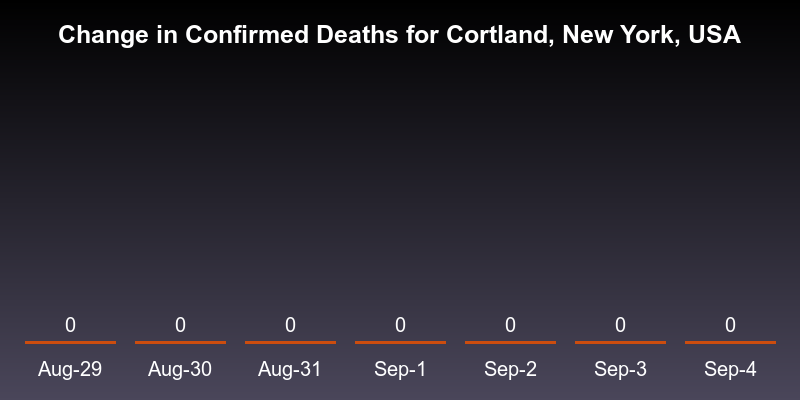 Change in Confirmed Deaths for Cortland, New York, USA
0 0 0 0 0 0 0
Aug-29 Aug-30 Aug-31 Sep-1 Sep-2 Sep-3 Sep-4